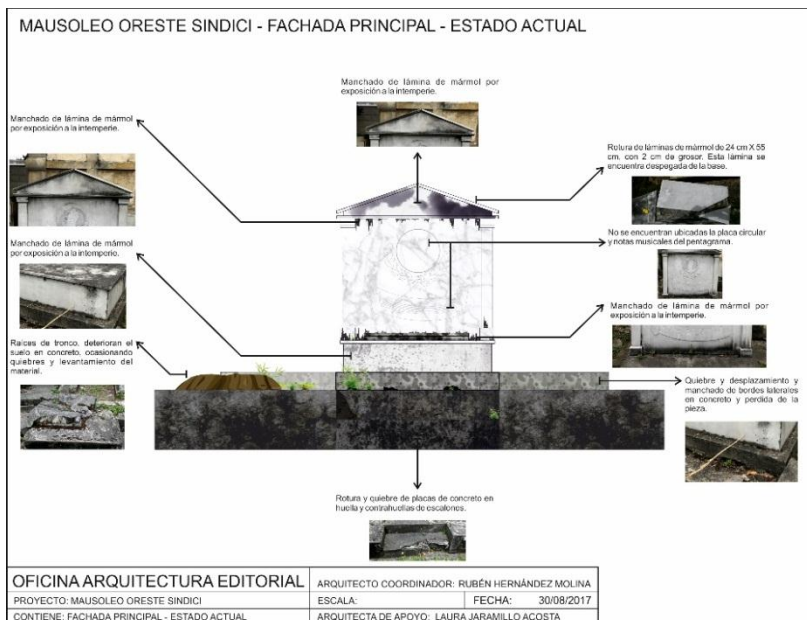 MAUSOLEO ORESTE SINDICI - FACHADA PRINCIPAL - ESTADO ACTUAL
Manchado de lámina de mármol por
exposición a la intemperie.
Manchado de lámina de mármol
por exposición a la intemperie.
Rotura de láminas de mármol de 24 cm X 55
cm, con 2 cm de grosor. Esta lámina se
encuentra despegada de la base.
No se encuentran ubicadas la placa circular
y notas musicales del pentagrama.
Manchado de lámina de mármol
por exposición a la intemperie.
Manchado de lámina de mármol por
exposición a la intemperie.
Raíces de tronco, deterioran el
suelo en concreto, ocasionando
quiebres y levantamiento del
material.
Quiebre y desplazamiento y
manchado de bordes laterales
en concreto y perdida de la
pieza.
Rotura y quiebre de placas de concreto en
huella y contrahuellas de escalones.
OFICINA ARQUITECTURA EDITORIAL
ARQUITECTO COORDINADOR: RUBÉN HERNÁNDEZ MOLINA
PROYECTO: MAUSOLEO ORESTE SINDICI
ESCALA:
FECHA: 30/08/2017
CONTIENE: FACHADA PRINCIPAL - ESTADO ACTUAL
ARQUITECTA DE APOYO: LAURA JARAMILLO ACOSTA